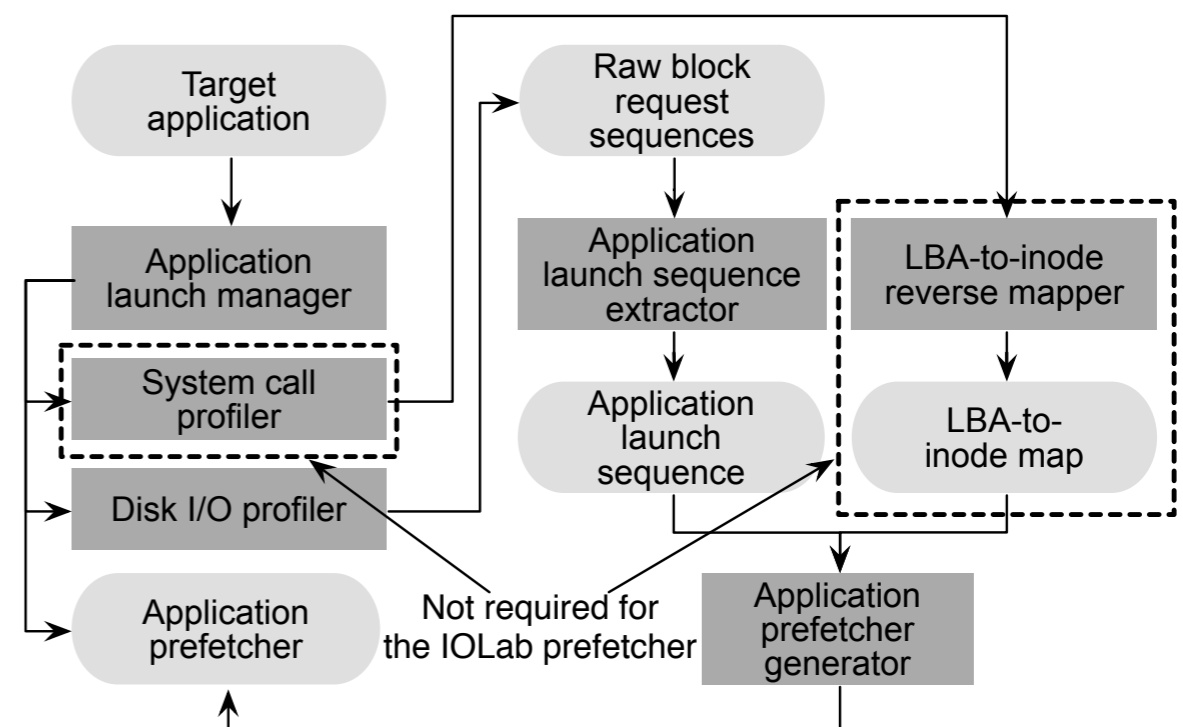 Target
application
Application
launch manager
System call
profiler
Disk I/O profiler
Application
prefetcher
Raw block
request
sequences
Application
launch sequence
extractor
Application
launch
sequence
LBA-to-inode
reverse mapper
LBA-to-
inode map
Not required for
the IOLab prefetcher
Application
prefetcher
generator